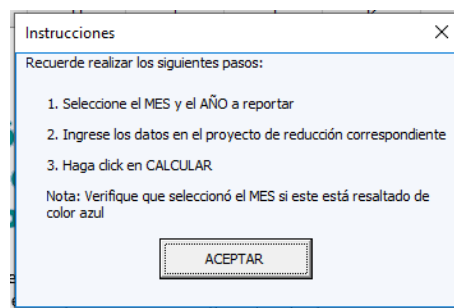 Instrucciones
Recuerde realizar los siguientes pasos:
1. Seleccione el MES y el AÑO a reportar
2. Ingrese los datos en el proyecto de reducción correspondiente
3. Haga click en CALCULAR
Nota: Verifique que seleccionó el MES si este está resaltado de
color azul
ACEPTAR